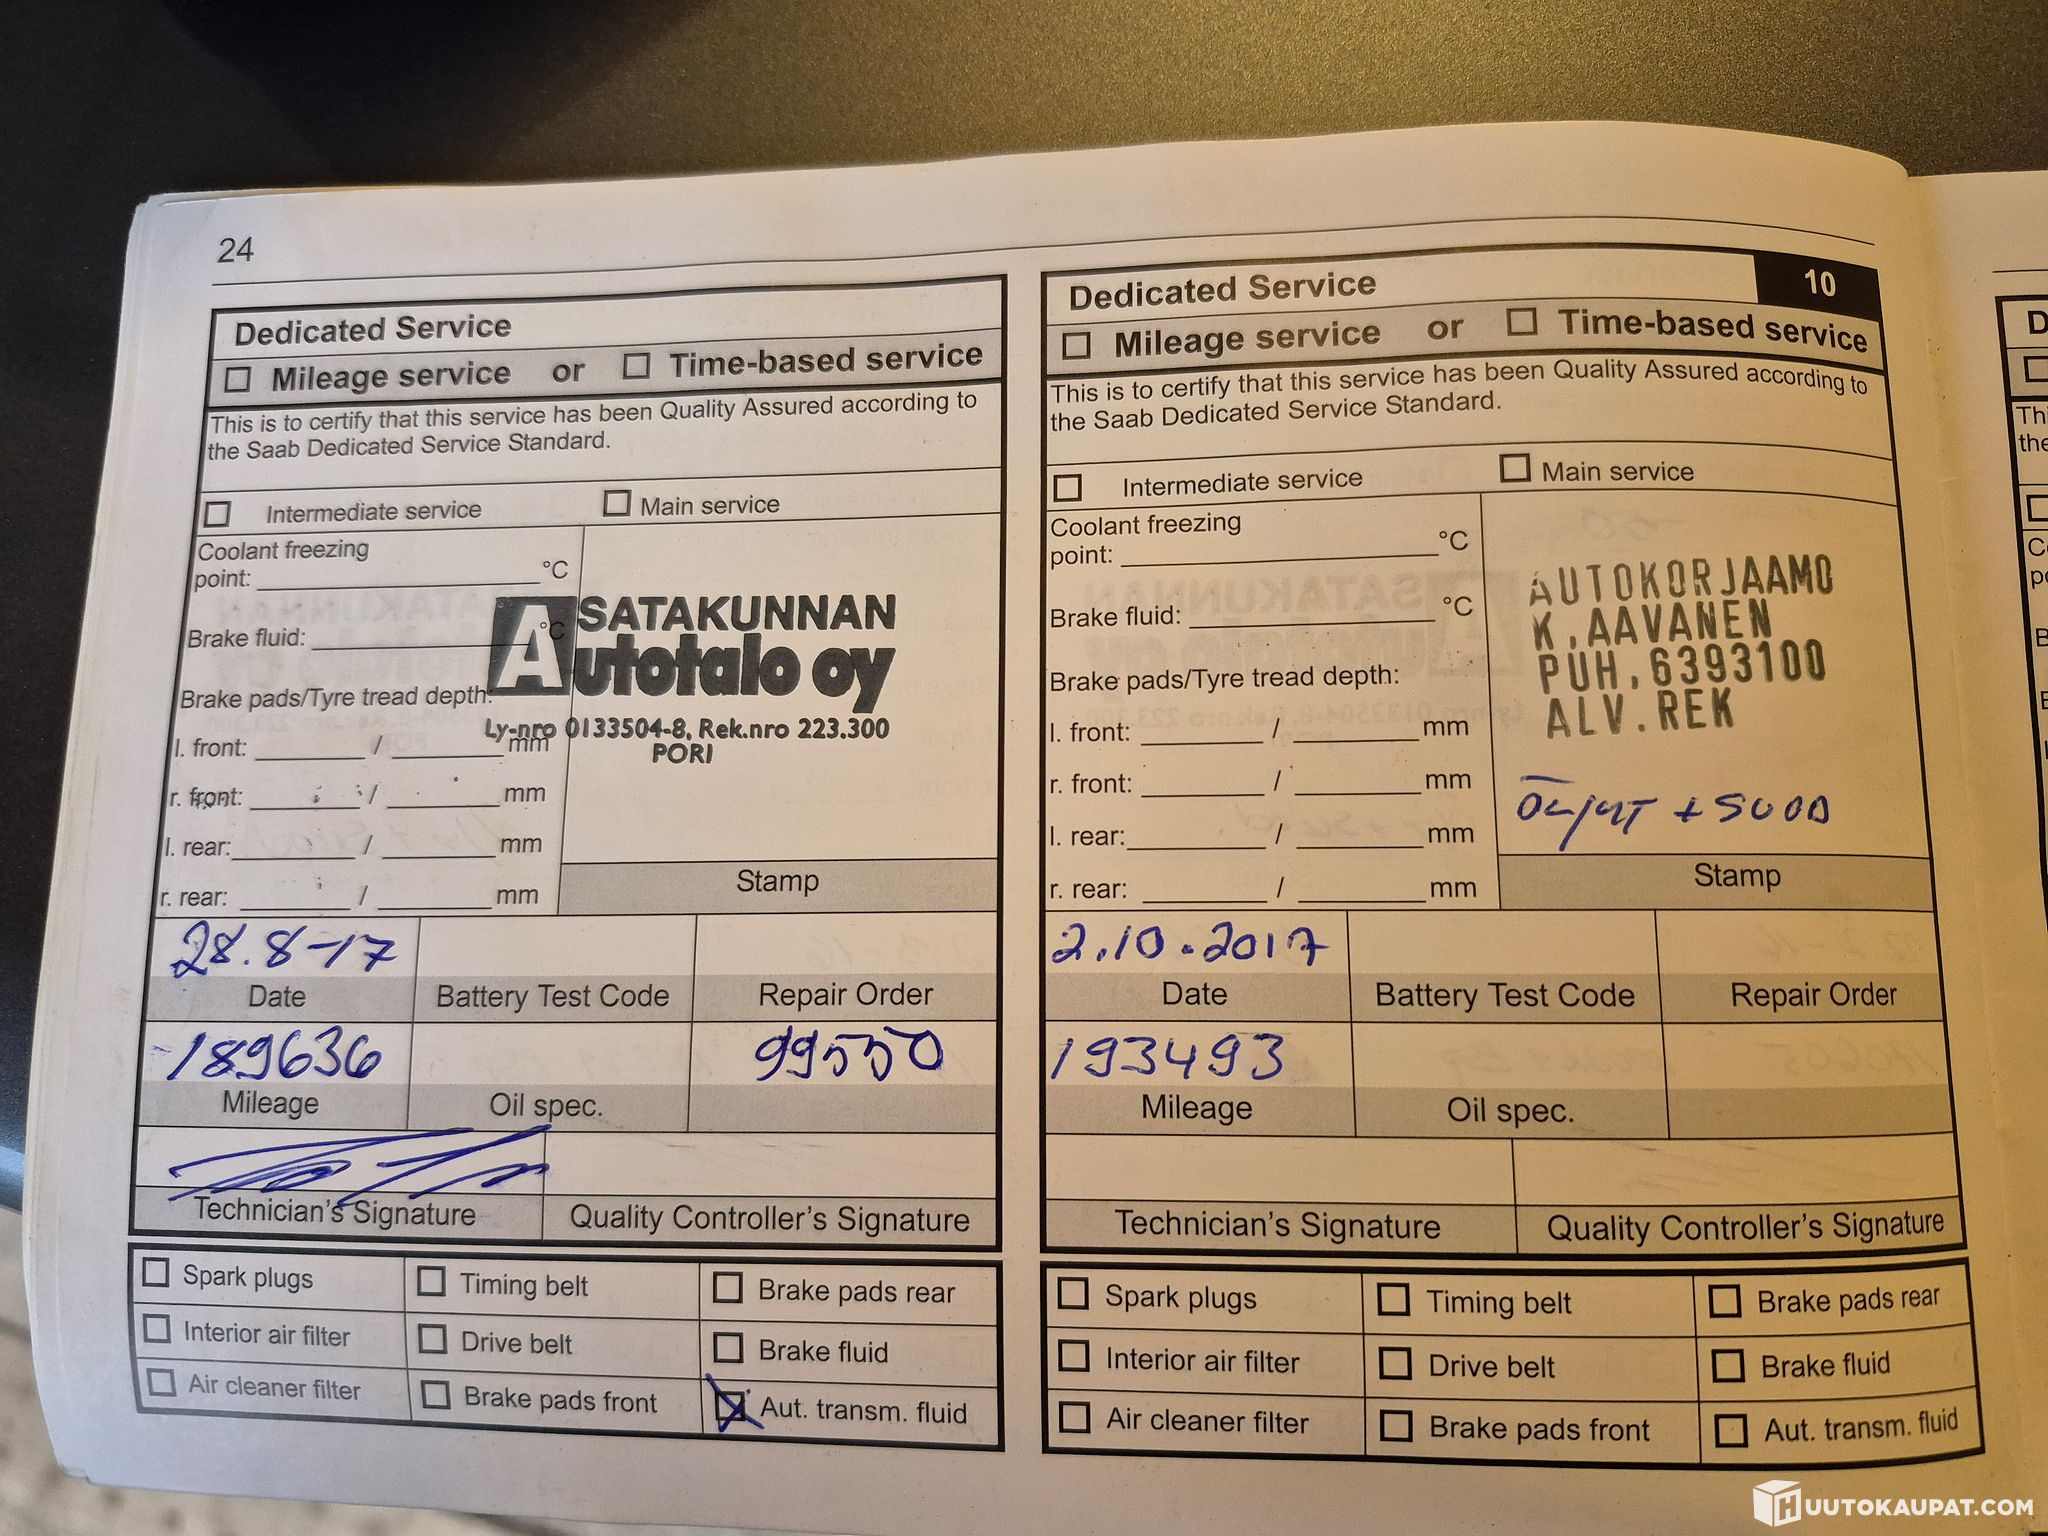 24
Dedicated Service
Mileage service or Time-based service
This is to certify that this service has been Quality Assured according to
the Saab Dedicated Service Standard.
Intermediate service Main service
Coolant freezing
point: °C
Brake fluid: °C
Brake pads/Tyre tread depth:
l. front: / mm
r. front: / mm
l. rear: / mm
r. rear: / mm
SATAKUNNAN
Autotalo oy
Ly-nro 0133504-8, Rek.nro 223.300
PORI
Stamp
28.8-17
Date Battery Test Code Repair Order
189636 99550
Mileage Oil spec.
Technician's Signature Quality Controller's Signature
Spark plugs Timing belt Brake pads rear
Interior air filter Drive belt Brake fluid
Air cleaner filter Brake pads front Aut. transm. fluid
Dedicated Service 10
Mileage service or Time-based service
This is to certify that this service has been Quality Assured according to
the Saab Dedicated Service Standard.
Intermediate service Main service
Coolant freezing
point: °C
Brake fluid: °C
Brake pads/Tyre tread depth:
l. front: / mm
r. front: / mm
l. rear: / mm
r. rear: / mm
AUTOKORJAAMO
K.AAVANEN
PUH.6393100
ALV.REK
Stamp
2.10.2017
Date Battery Test Code Repair Order
193493
Mileage Oil spec.
Technician's Signature Quality Controller's Signature
Spark plugs Timing belt Brake pads rear
Interior air filter Drive belt Brake fluid
Air cleaner filter Brake pads front Aut. transm. fluid
HUUTOKAUPAT.COM